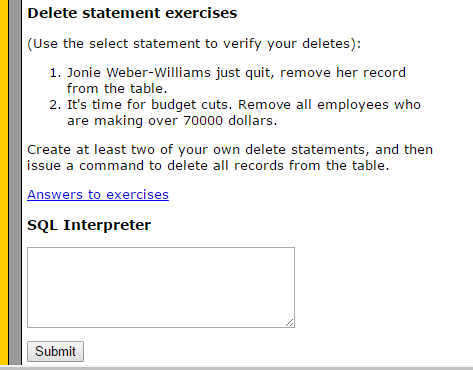 Delete statement exercises
(Use the select statement to verify your deletes):
1. Jonie Weber-Williams just quit, remove her record
from the table.
2. It's time for budget cuts. Remove all employees who
are making over 70000 dollars.
Create at least two of your own delete statements, and then
issue a command to delete all records from the table.
Answers to exercises
SQL Interpreter
Submit